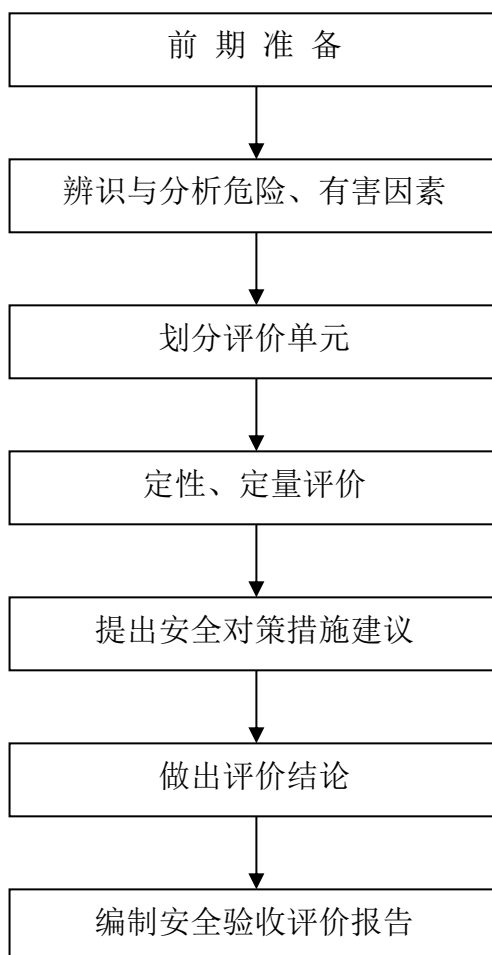 前 期 准 备
辨识与分析危险、有害因素
划分评价单元
定性、定量评价
提出安全对策措施建议
做出评价结论
编制安全验收评价报告